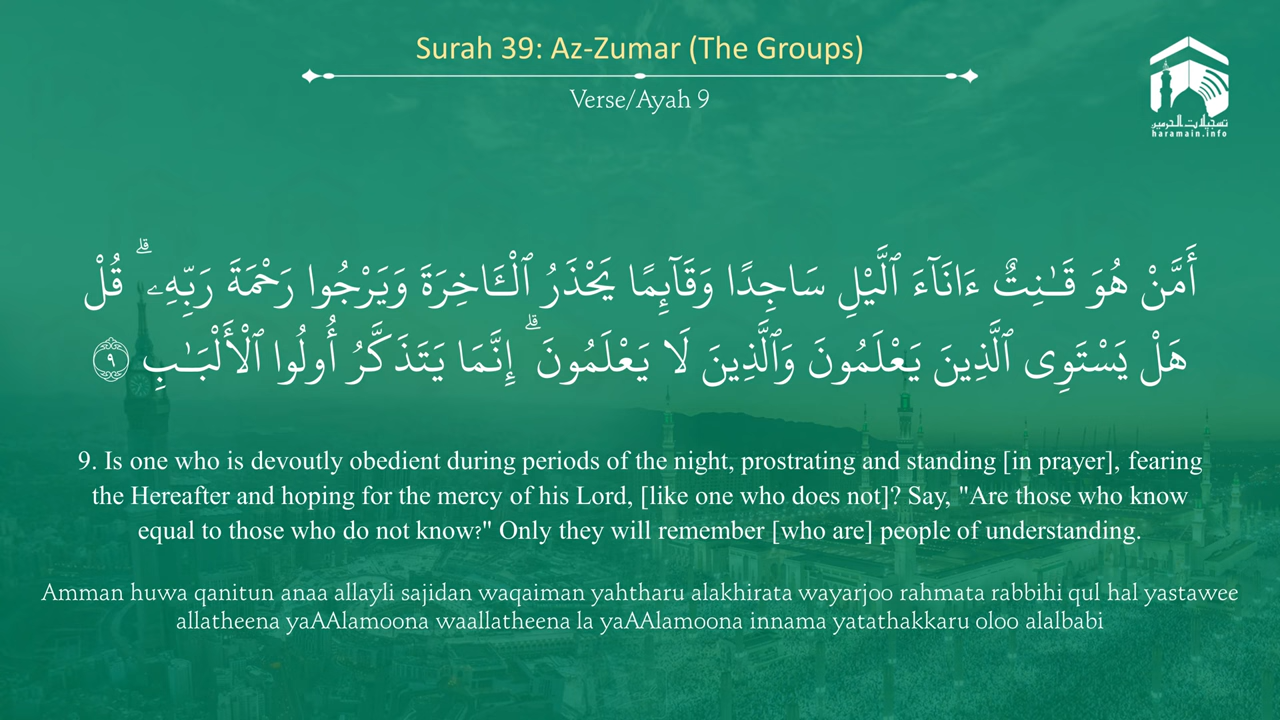 Surah 39: Az-Zumar (The Groups)
Verse/Ayah 9
تسجيلات الحرمين
haramain.info
أَمَّنْ هُوَ قَـٰنِتٌ ءَانَآءَ ٱلَّيْلِ سَاجِدًا وَقَآئِمًا يَحْذَرُ ٱلْـَٔاخِرَةَ وَيَرْجُوا رَحْمَةَ رَبِّهِۦ ۗ قُلْ
هَلْ يَسْتَوِى ٱلَّذِينَ يَعْلَمُونَ وَٱلَّذِينَ لَا يَعْلَمُونَ ۗ إِنَّمَا يَتَذَكَّرُ أُولُوا ٱلْأَلْبَـٰبِ ۝٩
9. Is one who is devoutly obedient during periods of the night, prostrating and standing [in prayer], fearing
the Hereafter and hoping for the mercy of his Lord, [like one who does not]? Say, "Are those who know
equal to those who do not know?" Only they will remember [who are] people of understanding.
Amman huwa qanitun anaa allayli sajidan waqaiman yahtharu alakhirata wayarjoo rahmata rabbihi qul hal yastawee
allatheena yaAAlamoona waallatheena la yaAAlamoona innama yatathakkaru oloo alalbabi